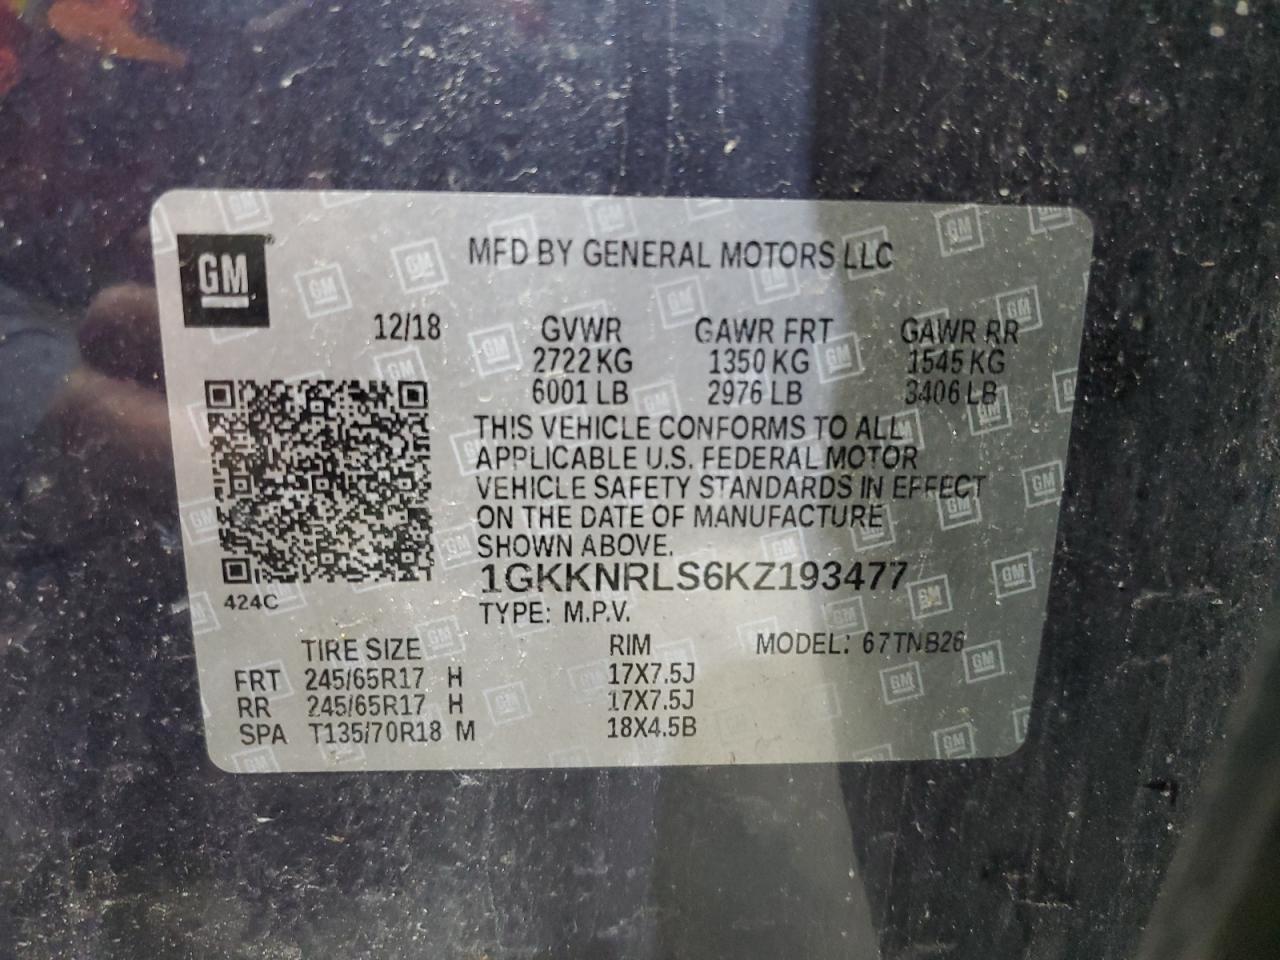 GM
MFD BY GENERAL MOTORS LLC
12/18 GVWR GAWR FRT GAWR RR
2722 KG 1350 KG 1545 KG
6001 LB 2976 LB 3406 LB
THIS VEHICLE CONFORMS TO ALL
APPLICABLE U.S. FEDERAL MOTOR
VEHICLE SAFETY STANDARDS IN EFFECT
ON THE DATE OF MANUFACTURE
SHOWN ABOVE.
1GKKNRLS6KZ193477
424C
TYPE: M.P.V.
TIRE SIZE RIM MODEL: 67TNB26
FRT 245/65R17 H 17X7.5J
RR 245/65R17 H 17X7.5J
SPA T135/70R18 M 18X4.5B